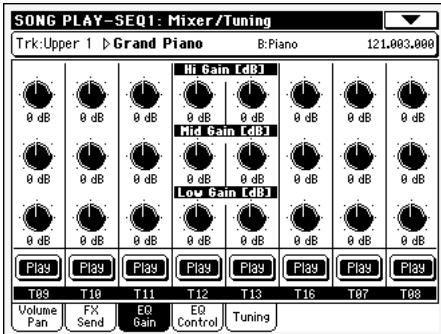 SONG PLAY-SEQ1: Mixer/Tuning
Trk:Upper 1 ▷Grand Piano B:Piano 121.003.000
Hi Gain [dB]
0 dB 0 dB 0 dB 0 dB 0 dB 0 dB 0 dB 0 dB
Mid Gain [dB]
0 dB 0 dB 0 dB 0 dB 0 dB 0 dB 0 dB 0 dB
Low Gain [dB]
0 dB 0 dB 0 dB 0 dB 0 dB 0 dB 0 dB 0 dB
Play Play Play Play Play Play Play Play
T09 T10 T11 T12 T13 T16 T07 T08
Volume Pan FX Send EQ Gain EQ Control Tuning